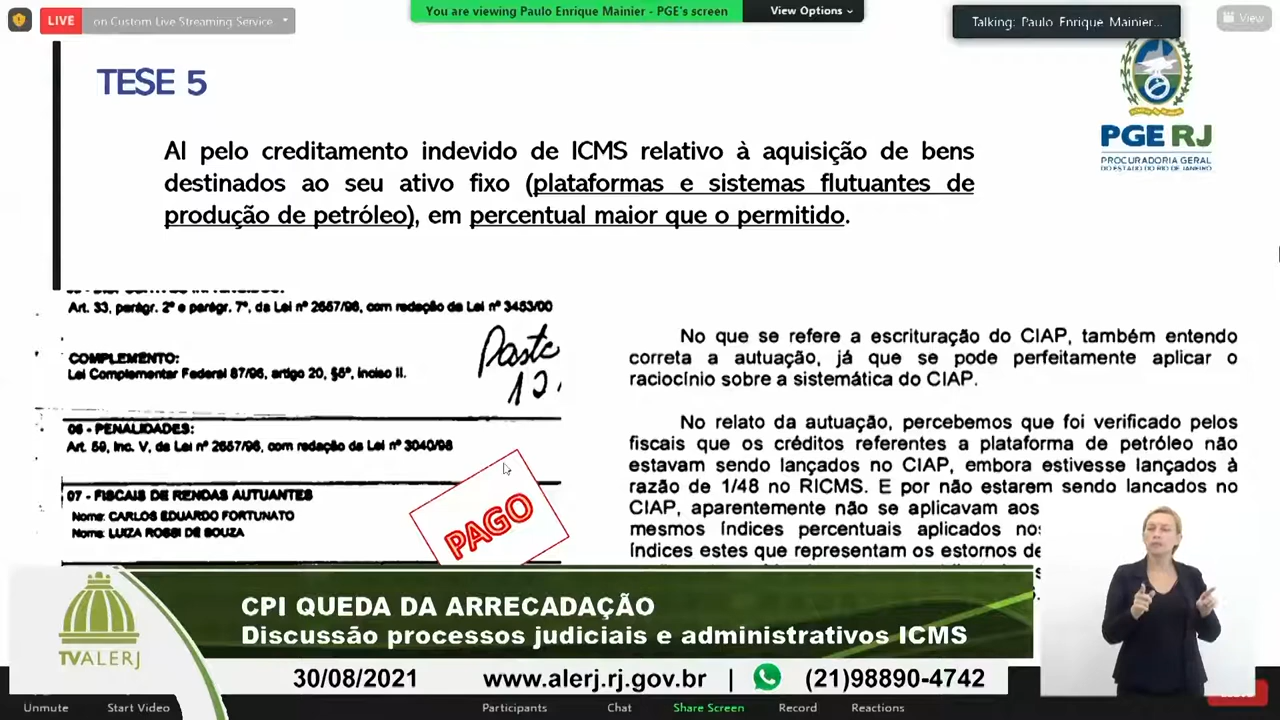 LIVE
on Custom Live Streaming Service
You are viewing Paulo Enrique Mainier - PGE's screen
View Options
Talking: Paulo Enrique Mainier...
View
TESE 5
PGE RJ
PROCURADORIA GERAL
DO ESTADO DO RIO DE JANEIRO
AI pelo creditamento indevido de ICMS relativo à aquisição de bens
destinados ao seu ativo fixo (plataformas e sistemas flutuantes de
produção de petróleo), em percentual maior que o permitido.
Art. 33, parágr. 2º e parágr. 7º, da Lei nº 2657/96, com redação da Lei nº 3453/00
COMPLEMENTO:
Lei Complementar Federal 87/96, artigo 20, §5º, inciso II.
Pasta
12.
06 - PENALIDADES:
Art. 59, inc. V, da Lei nº 2657/96, com redação da Lei nº 3040/98
07 - FISCAIS DE RENDAS AUTUANTES
Nome: CARLOS EDUARDO FORTUNATO
Nome: LUIZA ROSSI DE SOUZA
PAGO
No que se refere a escrituração do CIAP, também entendo
correta a autuação, já que se pode perfeitamente aplicar o
raciocínio sobre a sistemática do CIAP.
No relato da autuação, percebemos que foi verificado pelos
fiscais que os créditos referentes a plataforma de petróleo não
estavam sendo lançados no CIAP, embora estivesse lançados à
razão de 1/48 no RICMS. E por não estarem sendo lancados no
CIAP, aparentemente não se aplicavam aos
mesmos índices percentuais aplicados nos
índices estes que representam os estornos de
TVALERJ
CPI QUEDA DA ARRECADAÇÃO
Discussão processos judiciais e administrativos ICMS
30/08/2021 www.alerj.rj.gov.br | (21)98890-4742
Unmute
Start Video
Participants
Chat
Share Screen
Record
Reactions